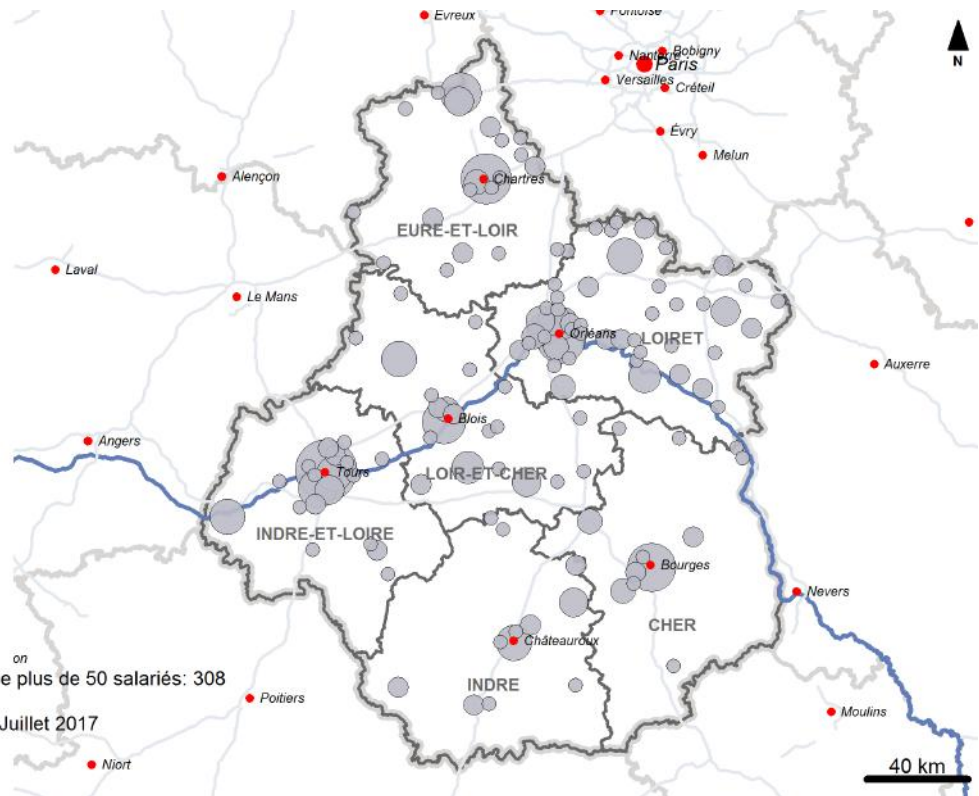 Evreux
Pontoise
Bobigny
Nanterre
Paris
N
Versailles
Créteil
Évry
Melun
Alençon
Chartres
EURE-ET-LOIR
Laval
Le Mans
Orléans
LOIRET
Auxerre
Blois
Angers
Tours
LOIR-ET-CHER
INDRE-ET-LOIRE
Bourges
Nevers
CHER
Châteauroux
on
e plus de 50 salariés: 308
INDRE
Poitiers
Moulins
Juillet 2017
Niort
40 km